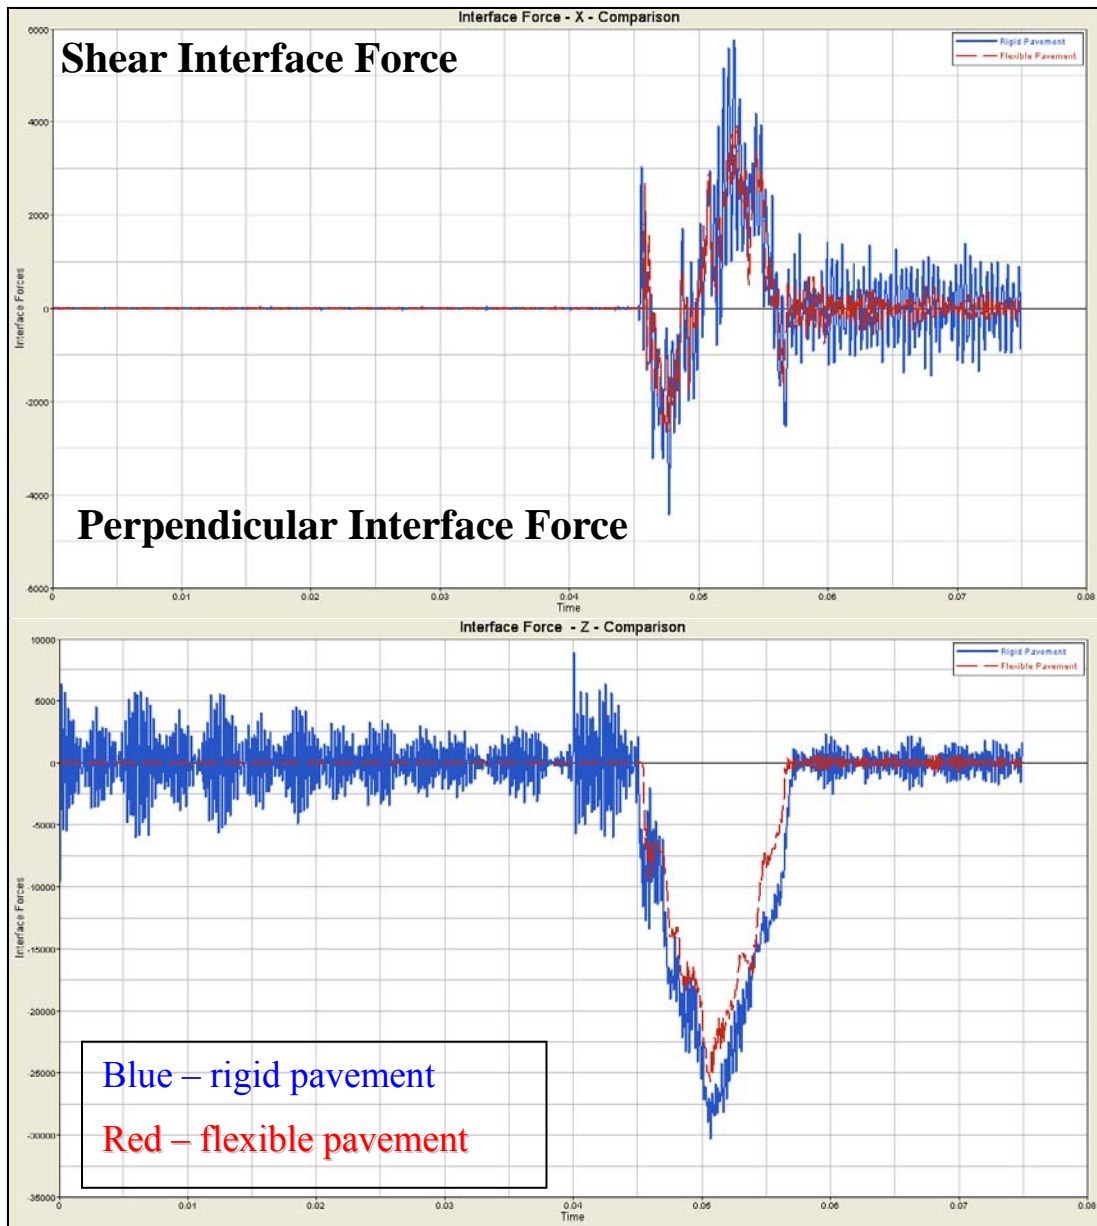 Interface Force - X - Comparison
Shear Interface Force
Rigid Pavement
Flexible Pavement
6000
4000
2000
0
-2000
-4000
-6000
Interface Forces
Perpendicular Interface Force
0 0.01 0.02 0.03 0.04 0.05 0.06 0.07 0.08
Time
Interface Force - Z - Comparison
Rigid Pavement
Flexible Pavement
10000
5000
0
-5000
-10000
-15000
-20000
-25000
-30000
-35000
Interface Forces
Blue – rigid pavement
Red – flexible pavement
0 0.01 0.02 0.03 0.04 0.05 0.06 0.07 0.08
Time